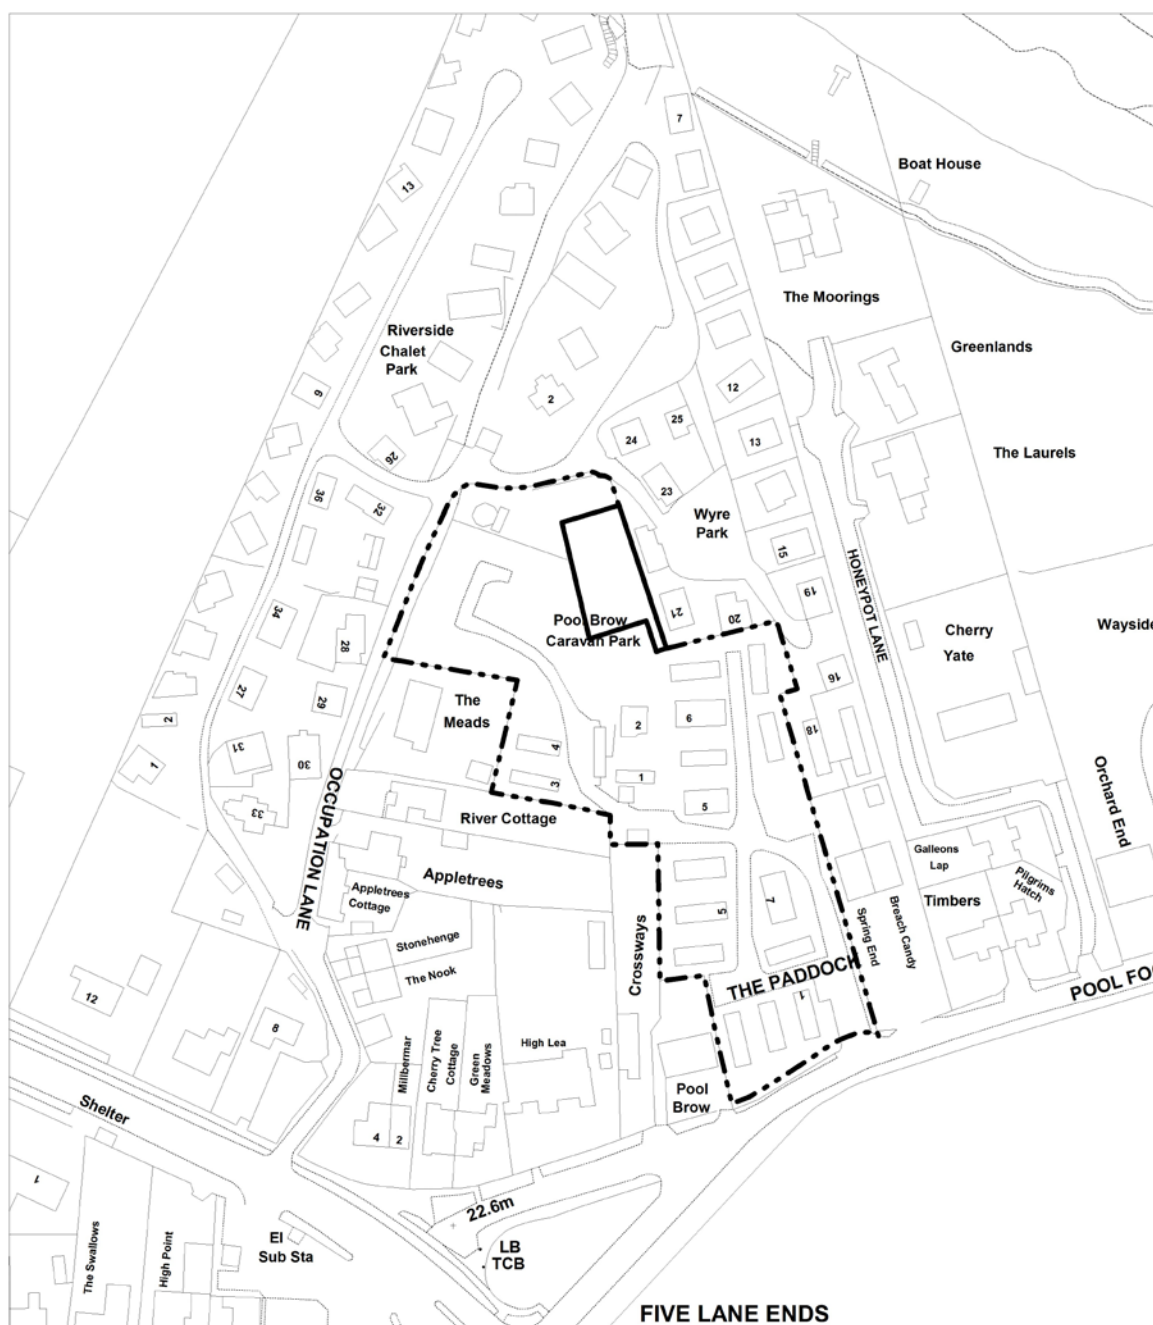 7
Boat House
13
The Moorings
Riverside
Chalet
Park
Greenlands
12
6
2
25
24
13
The Laurels
26
23
36
32
Wyre
Park
15
HONEYPOT LANE
19
34
21
20
Pool Brow
Caravan Park
Cherry
Yate
Wayside
28
27
29
16
The
Meads
2
2
6
18
31
4
30
1
1
3
5
OCCUPATION LANE
33
River Cottage
Orchard End
Galleons
Lap
Appletrees
Pilgrims
Hatch
Appletrees
Cottage
7
Timbers
5
Breach Candy
Spring End
Stonehenge
The Nook
Crossways
THE PADDOCK
1
POOL FO
12
8
High Lea
Millbermar
Cherry Tree
Cottage
Green
Meadows
Pool
Brow
Shelter
4
2
1
22.6m
El
Sub Sta
LB
TCB
The Swallows
High Point
FIVE LANE ENDS